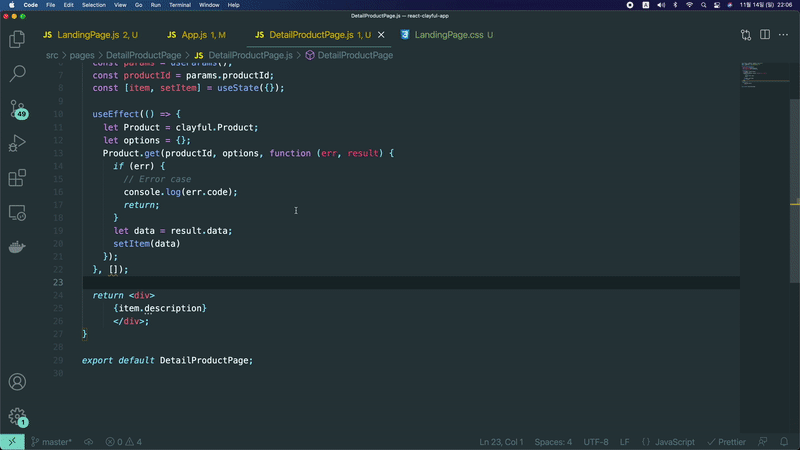 Code File Edit Selection View Go Run Terminal Window Help
A
11월 14일 (일) 22:06
DetailProductPage.js — react-clayful-app
JS LandingPage.js 2, U
JS App.js 1, M
JS DetailProductPage.js 1, U
LandingPage.css U
src › pages › DetailProductPage › JS DetailProductPage.js › DetailProductPage
6 const params = useParams();
7 const productId = params.productId;
8 const [item, setItem] = useState({});
9
10 useEffect(() => {
11 let Product = clayful.Product;
12 let options = {};
13 Product.get(productId, options, function (err, result) {
14 if (err) {
15 // Error case
16 console.log(err.code);
17 return;
18 }
19 let data = result.data;
20 setItem(data)
21 });
22 }, []);
23
24 return <div>
25 {item.description}
26 </div>;
27 }
28
29 export default DetailProductPage;
30
49
1
master*
0 4
Ln 23, Col 1
Spaces: 4
UTF-8
LF
{ } JavaScript
✓ Prettier